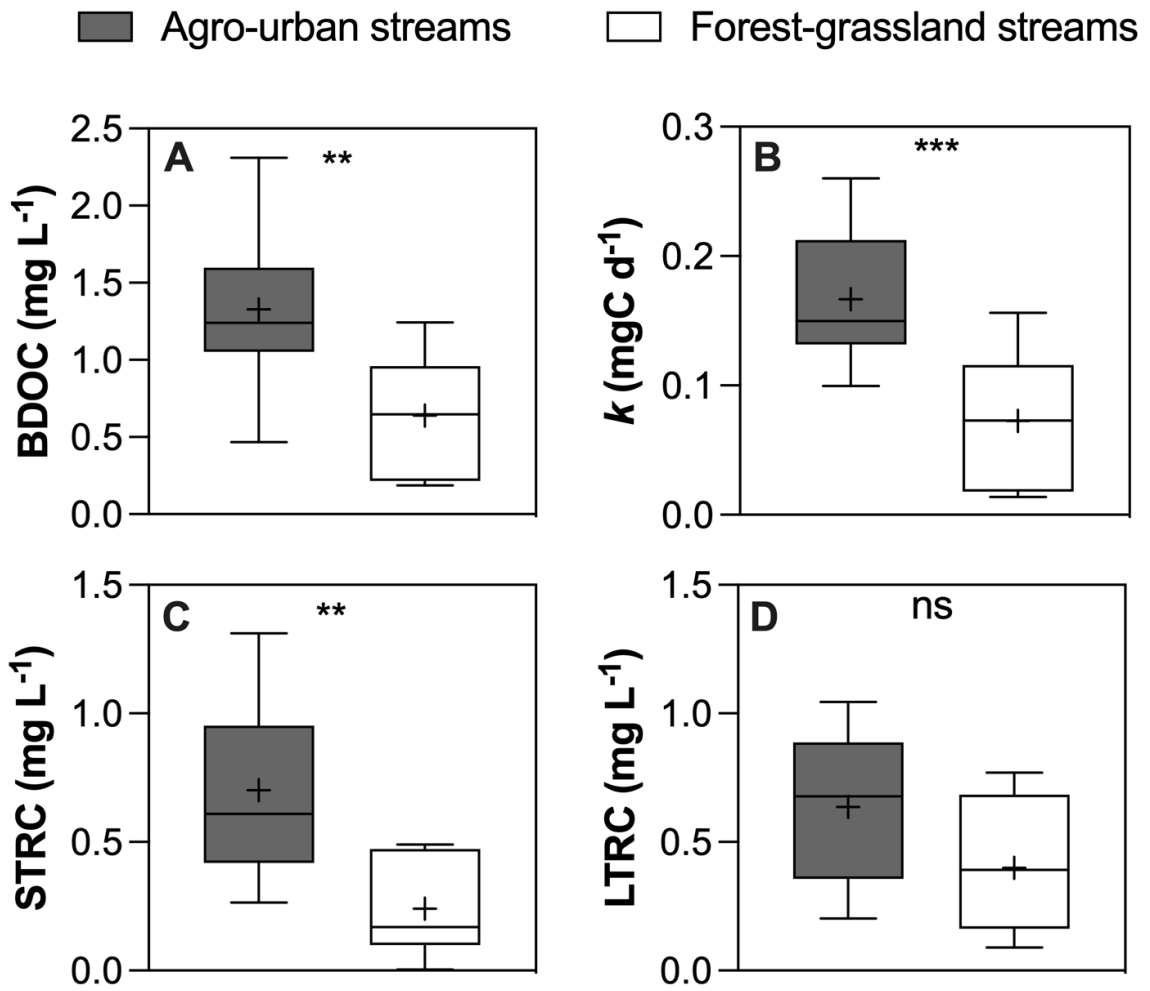 Agro-urban streams
Forest-grassland streams
A
**
2.5
2.0
1.5
1.0
0.5
0.0
BDOC (mg L⁻¹)
B
***
0.3
0.2
0.1
0.0
k (mgC d⁻¹)
C
**
1.5
1.0
0.5
0.0
STRC (mg L⁻¹)
D
ns
1.5
1.0
0.5
0.0
LTRC (mg L⁻¹)